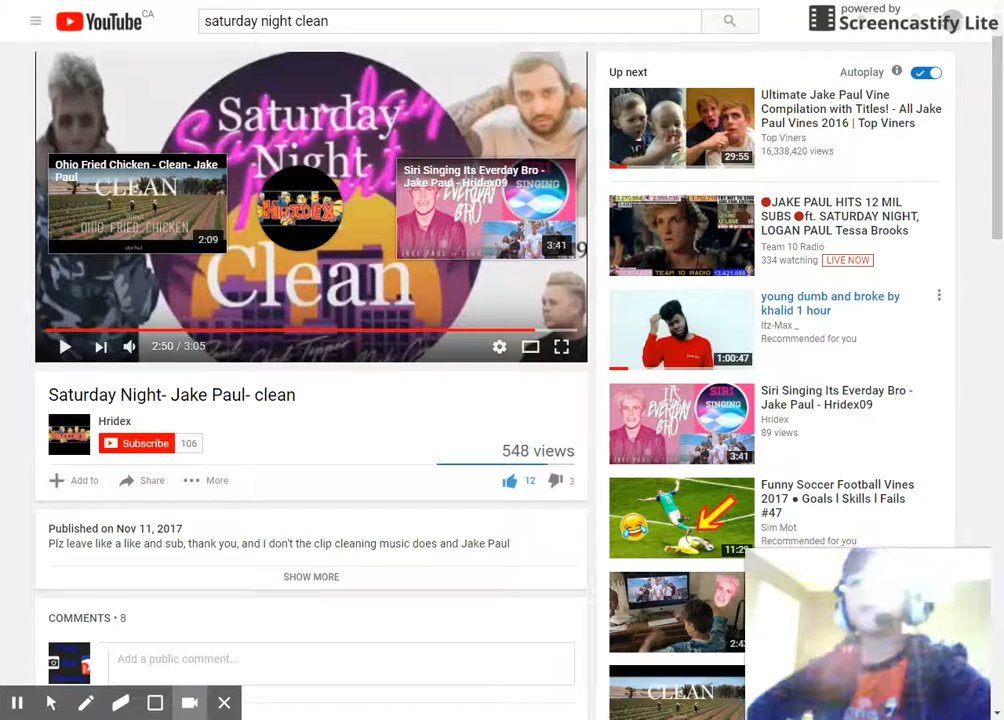 YouTube CA
saturday night clean
powered by
Screencastify Lite
Saturday
Night
Clean
Ohio Fried Chicken - Clean- Jake
Paul
CLEAN
OHIO. FRIED. CHICKEN
2:09
HRIDEX
Siri Singing Its Everday Bro -
Jake Paul - Hridex09
SINGING
3:41
2:50 / 3:05
Saturday Night- Jake Paul- clean
Hridex
Subscribe 106
548 views
Add to Share More 12 3
Published on Nov 11, 2017
Plz leave like a like and sub, thank you, and I don't the clip cleaning music does and Jake Paul
SHOW MORE
COMMENTS • 8
Add a public comment...
Up next
Autoplay
Ultimate Jake Paul Vine
Compilation with Titles! - All Jake
Paul Vines 2016 | Top Viners
Top Viners
16,338,420 views
29:55
JAKE PAUL HITS 12 MIL
SUBS ft. SATURDAY NIGHT,
LOGAN PAUL Tessa Brooks
Team 10 Radio
334 watching LIVE NOW
TEAM 10 RADIO
young dumb and broke by
khalid 1 hour
Itz-Max _
Recommended for you
1:00:47
Siri Singing Its Everday Bro -
Jake Paul - Hridex09
Hridex
89 views
SIRI
SINGING
3:41
Funny Soccer Football Vines
2017 ● Goals l Skills l Fails
#47
Sim Mot
Recommended for you
CLEAN